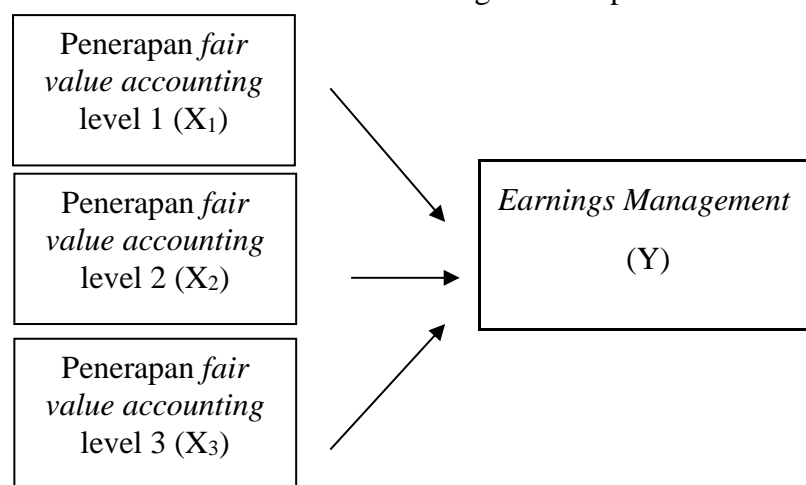 Penerapan fair
value accounting
level 1 (X₁)
Penerapan fair
value accounting
level 2 (X₂)
Penerapan fair
value accounting
level 3 (X₃)
Earnings Management
(Y)